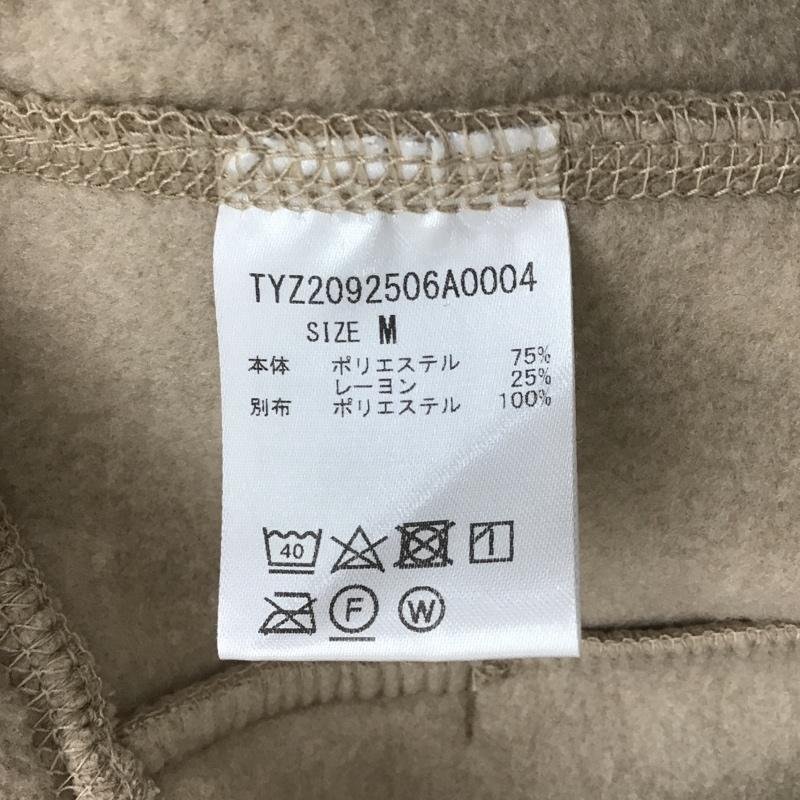 TYZ2092506A0004
SIZE M
本体 ポリエステル 75%
レーヨン 25%
別布 ポリエステル 100%
40
F W